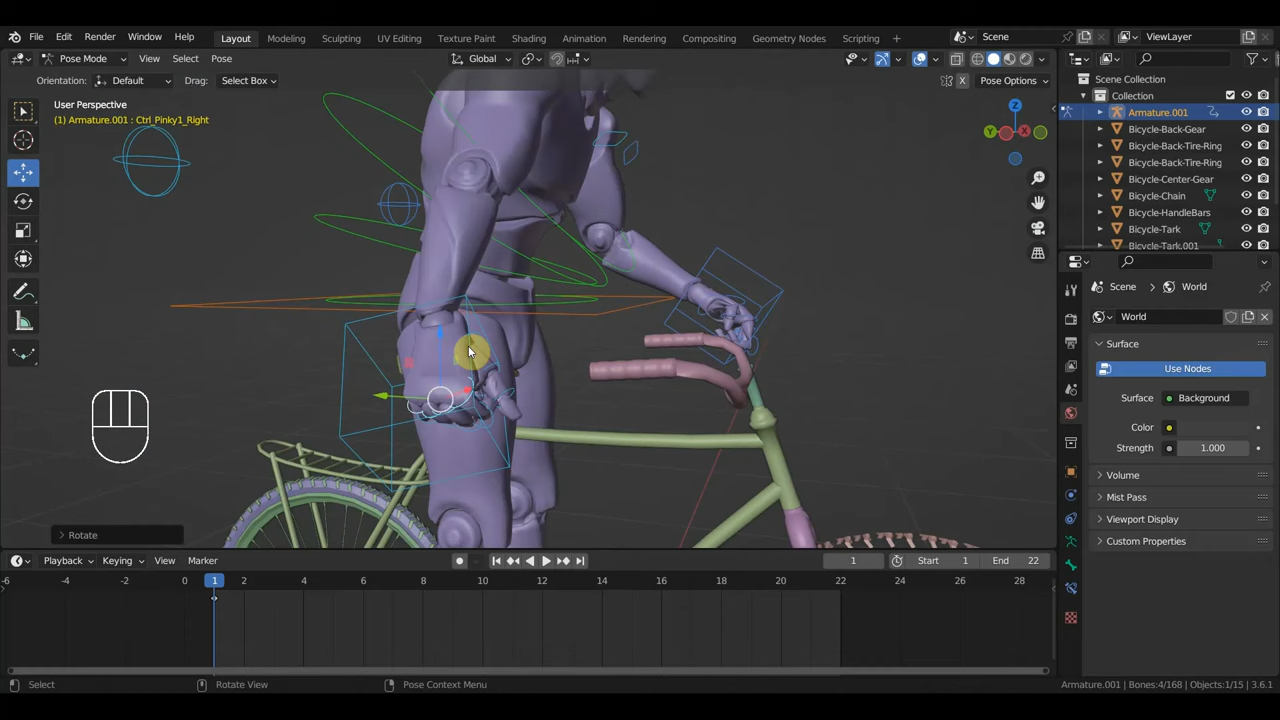 File Edit Render Window Help Layout Modeling Sculpting UV Editing Texture Paint Shading Animation Rendering Compositing Geometry Nodes Scripting + Scene ViewLayer
Pose Mode View Select Pose Global
Orientation: Default Drag: Select Box X Pose Options
User Perspective
(1) Armature.001 : Ctrl_Pinky1_Right
Z
Y X
Scene Collection
Collection
Armature.001
Bicycle-Back-Gear
Bicycle-Back-Tire-Ring
Bicycle-Back-Tire-Ring
Bicycle-Center-Gear
Bicycle-Chain
Bicycle-HandleBars
Bicycle-Tark
Bicycle-Tark.001
Scene World
World
Surface
Use Nodes
Surface Background
Color
Strength 1.000
Volume
Mist Pass
Viewport Display
Custom Properties
Rotate
Playback Keying View Marker 1 Start 1 End 22
-6 -4 -2 0 1 2 4 6 8 10 12 14 16 18 20 22 24 26 28
Select Rotate View Pose Context Menu Armature.001 | Bones:4/168 | Objects:1/15 3.6.1